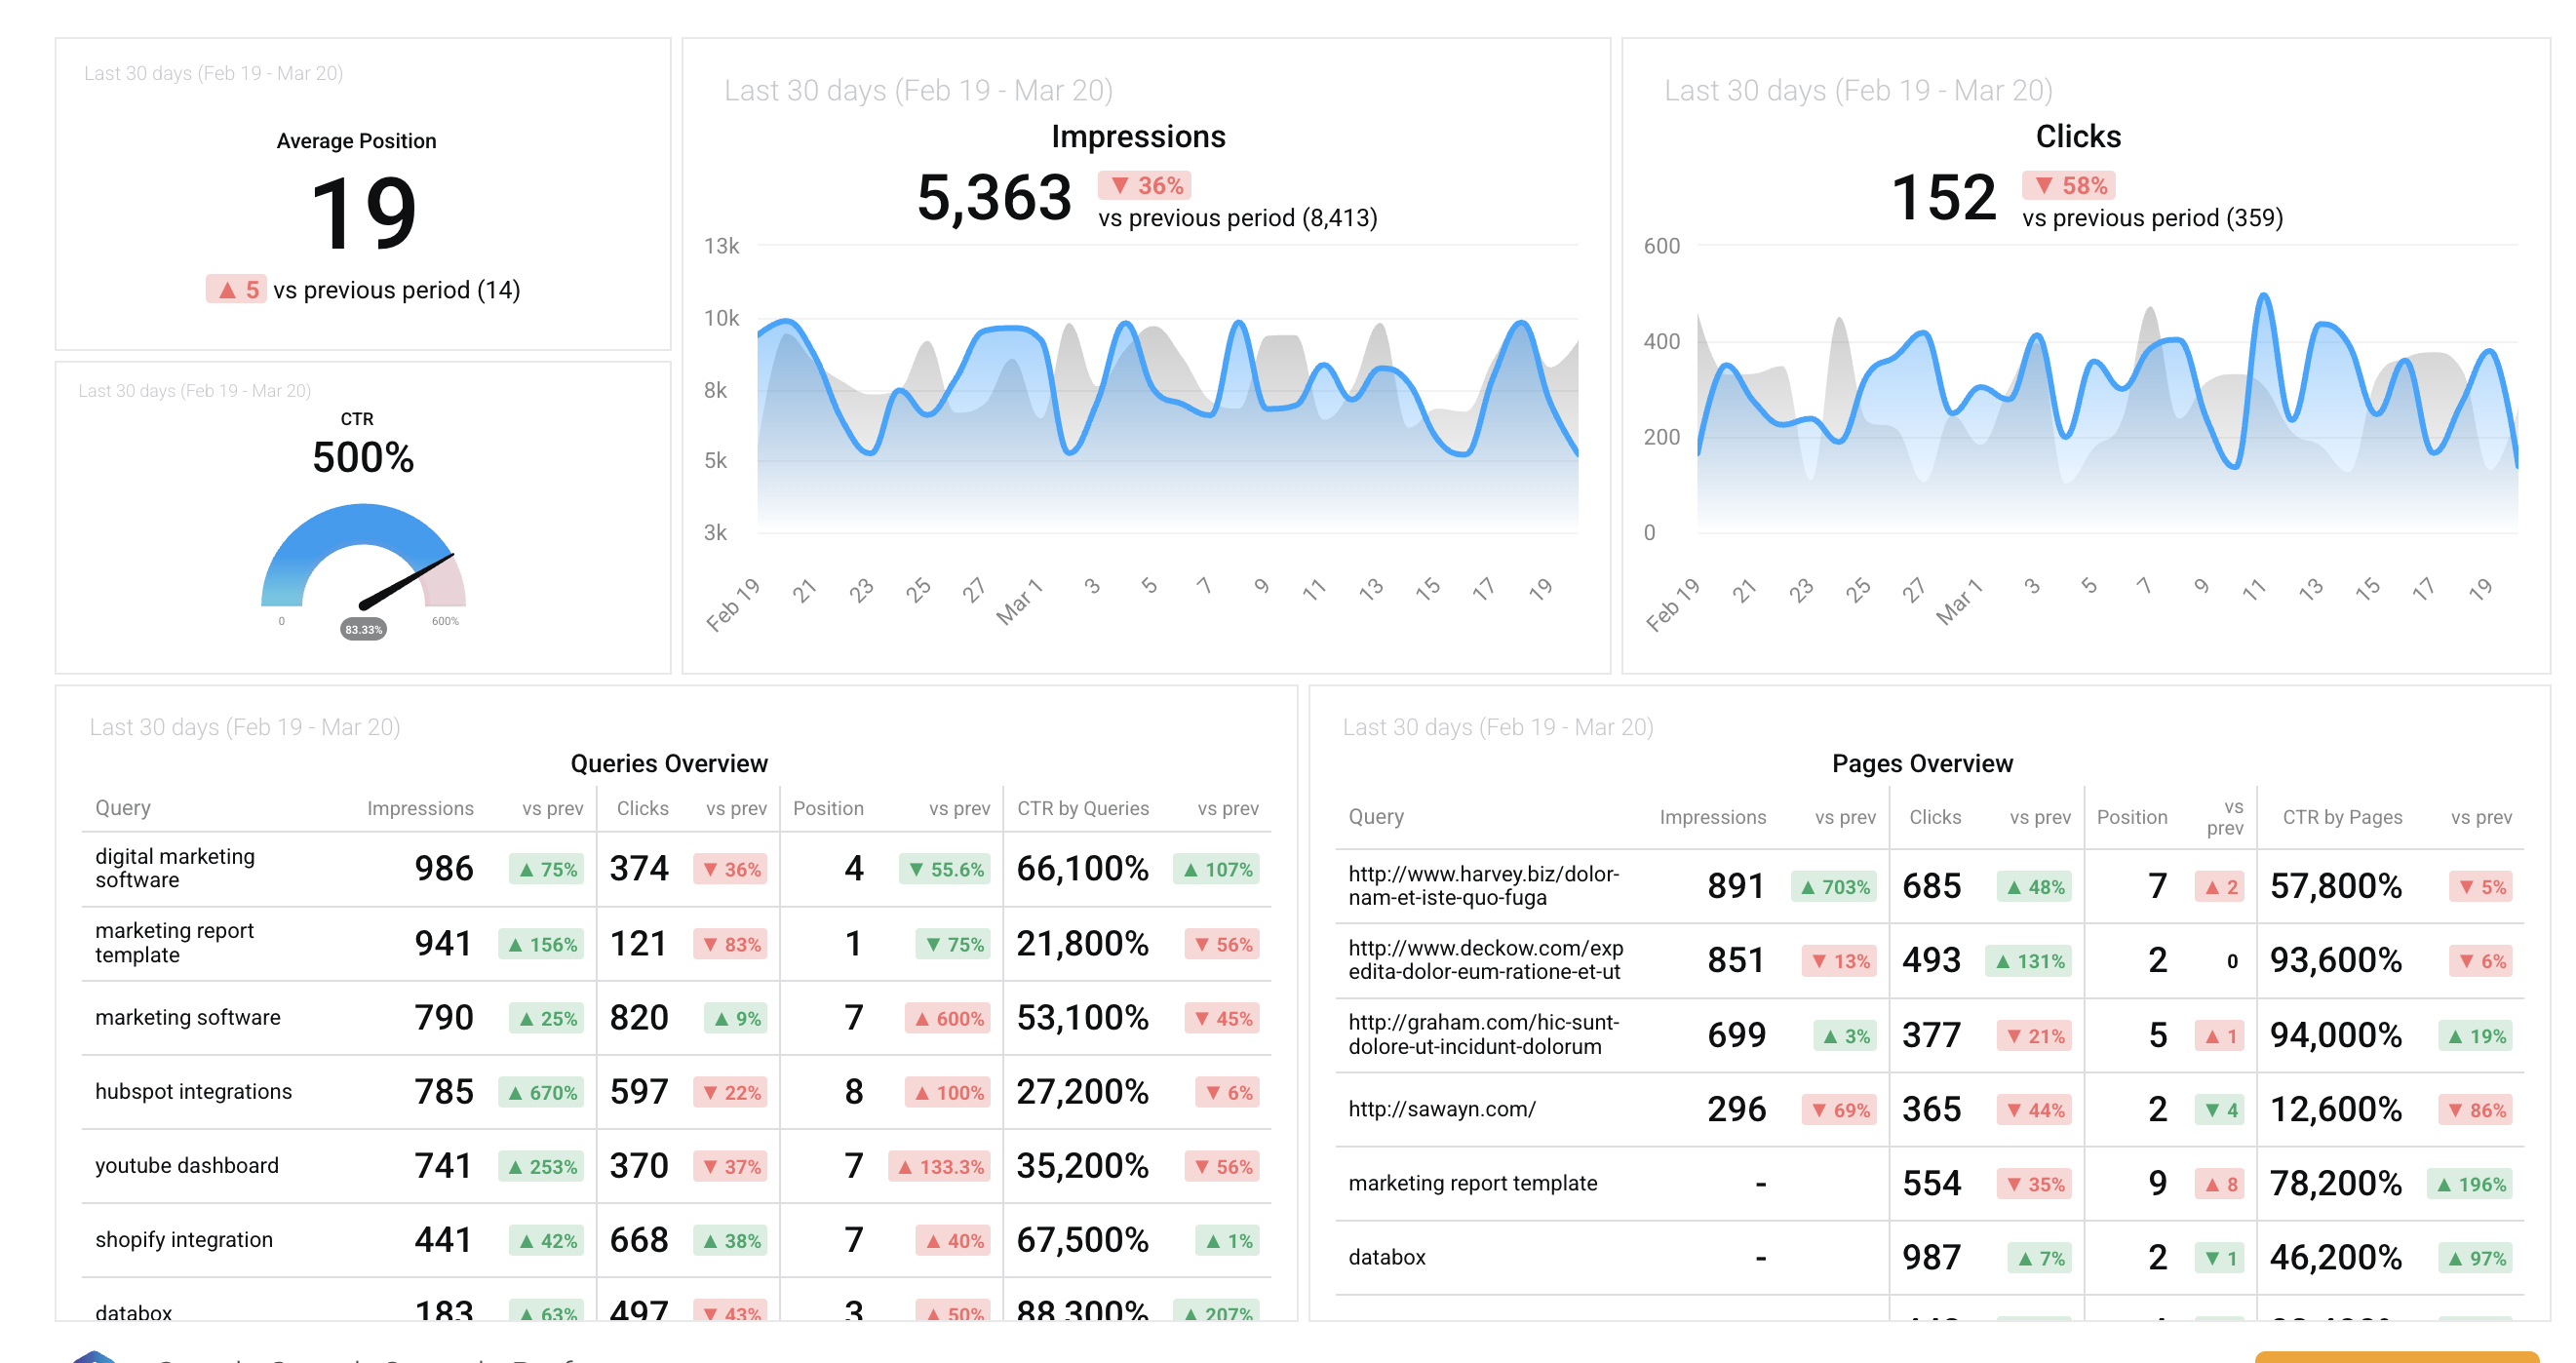 Last 30 days (Feb 19 - Mar 20)
Average Position
19
▲ 5 vs previous period (14)
Last 30 days (Feb 19 - Mar 20)
CTR
500%
0
83.33%
600%
Last 30 days (Feb 19 - Mar 20)
Impressions
5,363 ▼ 36%
vs previous period (8,413)
13k
10k
8k
5k
3k
Feb 19 21 23 25 27 Mar 1 3 5 7 9 11 13 15 17 19
Last 30 days (Feb 19 - Mar 20)
Clicks
152 ▼ 58%
vs previous period (359)
600
400
200
0
Feb 19 21 23 25 27 Mar 1 3 5 7 9 11 13 15 17 19
Last 30 days (Feb 19 - Mar 20)
Queries Overview
Query Impressions vs prev Clicks vs prev Position vs prev CTR by Queries vs prev
digital marketing
software 986 ▲ 75% 374 ▼ 36% 4 ▼ 55.6% 66,100% ▲ 107%
marketing report
template 941 ▲ 156% 121 ▼ 83% 1 ▼ 75% 21,800% ▼ 56%
marketing software 790 ▲ 25% 820 ▲ 9% 7 ▲ 600% 53,100% ▼ 45%
hubspot integrations 785 ▲ 670% 597 ▼ 22% 8 ▲ 100% 27,200% ▼ 6%
youtube dashboard 741 ▲ 253% 370 ▼ 37% 7 ▲ 133.3% 35,200% ▼ 56%
shopify integration 441 ▲ 42% 668 ▲ 38% 7 ▲ 40% 67,500% ▲ 1%
databox 183 ▲ 63% 497 ▼ 43% 3 ▲ 50% 88,300% ▲ 207%
Last 30 days (Feb 19 - Mar 20)
Pages Overview
Query Impressions vs prev Clicks vs prev Position vs prev CTR by Pages vs prev
http://www.harvey.biz/dolor-
nam-et-iste-quo-fuga 891 ▲ 703% 685 ▲ 48% 7 ▲ 2 57,800% ▼ 5%
http://www.deckow.com/exp
edita-dolor-eum-ratione-et-ut 851 ▼ 13% 493 ▲ 131% 2 0 93,600% ▼ 6%
http://graham.com/hic-sunt-
dolore-ut-incidunt-dolorum 699 ▲ 3% 377 ▼ 21% 5 ▲ 1 94,000% ▲ 19%
http://sawayn.com/ 296 ▼ 69% 365 ▼ 44% 2 ▼ 4 12,600% ▼ 86%
marketing report template - 554 ▼ 35% 9 ▲ 8 78,200% ▲ 196%
databox - 987 ▲ 7% 2 ▼ 1 46,200% ▲ 97%